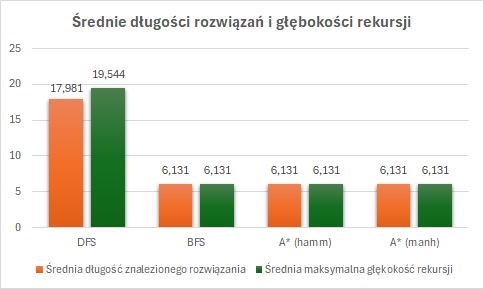 Średnie długości rozwiązań i głębokości rekursji
25
20
15
10
5
0
17,981
19,544
6,131
6,131
6,131
6,131
6,131
6,131
DFS
BFS
A* (hamm)
A* (manh)
Średnia długość znalezionego rozwiązania
Średnia maksymalna głękokość rekursji